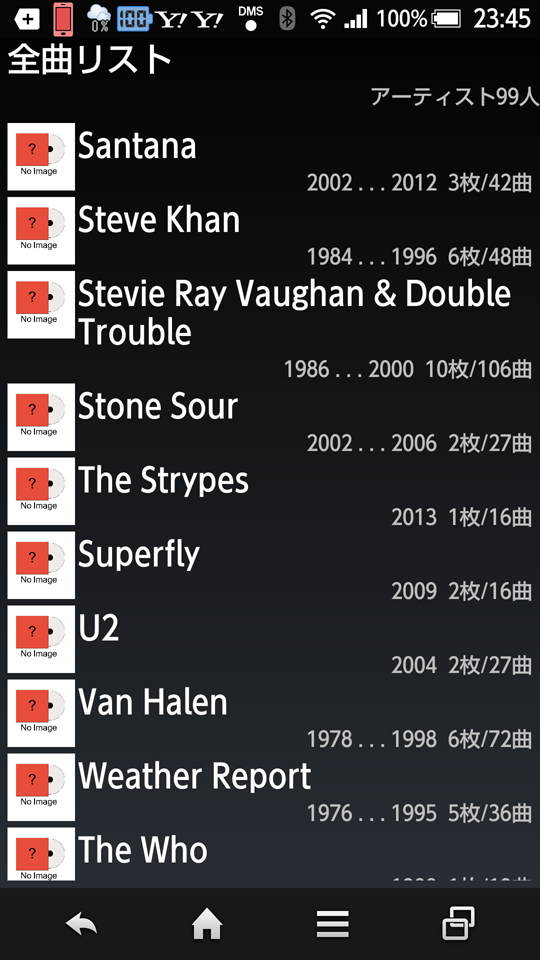 0%
100
Y!
Y!
DMS
100%
23:45
全曲リスト
アーティスト99人
? No Image
Santana
2002 . . . 2012 3枚/42曲
? No Image
Steve Khan
1984 . . . 1996 6枚/48曲
? No Image
Stevie Ray Vaughan & Double
Trouble
1986 . . . 2000 10枚/106曲
? No Image
Stone Sour
2002 . . . 2006 2枚/27曲
? No Image
The Strypes
2013 1枚/16曲
? No Image
Superfly
2009 2枚/16曲
? No Image
U2
2004 2枚/27曲
? No Image
Van Halen
1978 . . . 1998 6枚/72曲
? No Image
Weather Report
1976 . . . 1995 5枚/36曲
? No Image
The Who